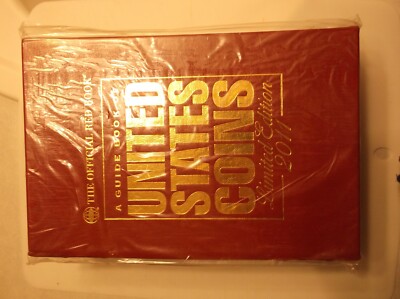 THE OFFICIAL RED BOOK
A GUIDE BOOK OF
UNITED
STATES
COINS
Limited Edition
2011